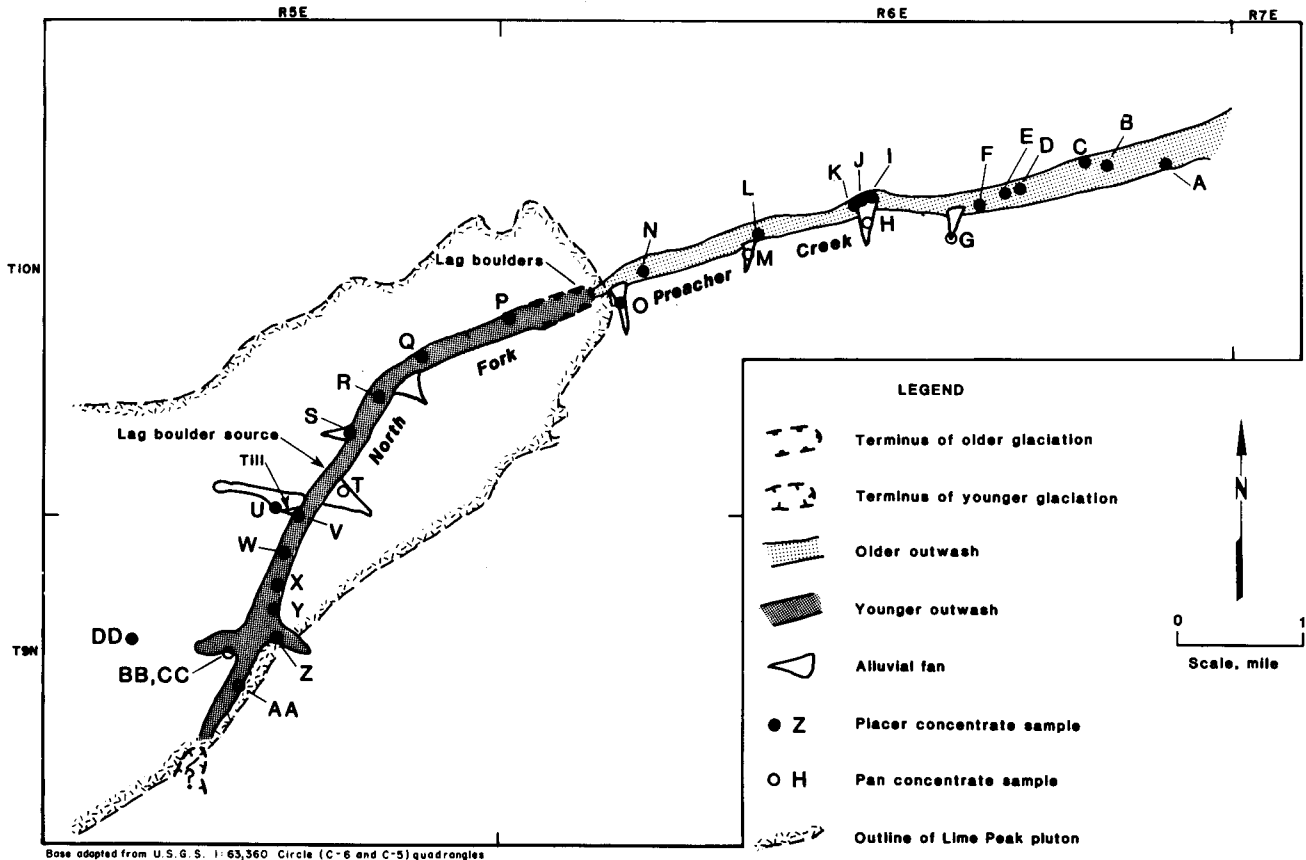 R5E
R6E
R7E
T10N
T9N
A
B
C
D
E
F
G
H
I
J
K
L
M
N
O
Preacher Creek
Lag boulders
P
Q
North Fork
R
S
Lag boulder source
Till
T
U
V
W
X
Y
Z
DD
BB,CC
AA
?
LEGEND
Terminus of older glaciation
Terminus of younger glaciation
Older outwash
Younger outwash
Alluvial fan
Z Placer concentrate sample
H Pan concentrate sample
Outline of Lime Peak pluton
N
0 1
Scale, mile
Base adapted from U.S.G.S. 1:63,360 Circle (C-6 and C-5) quadrangles